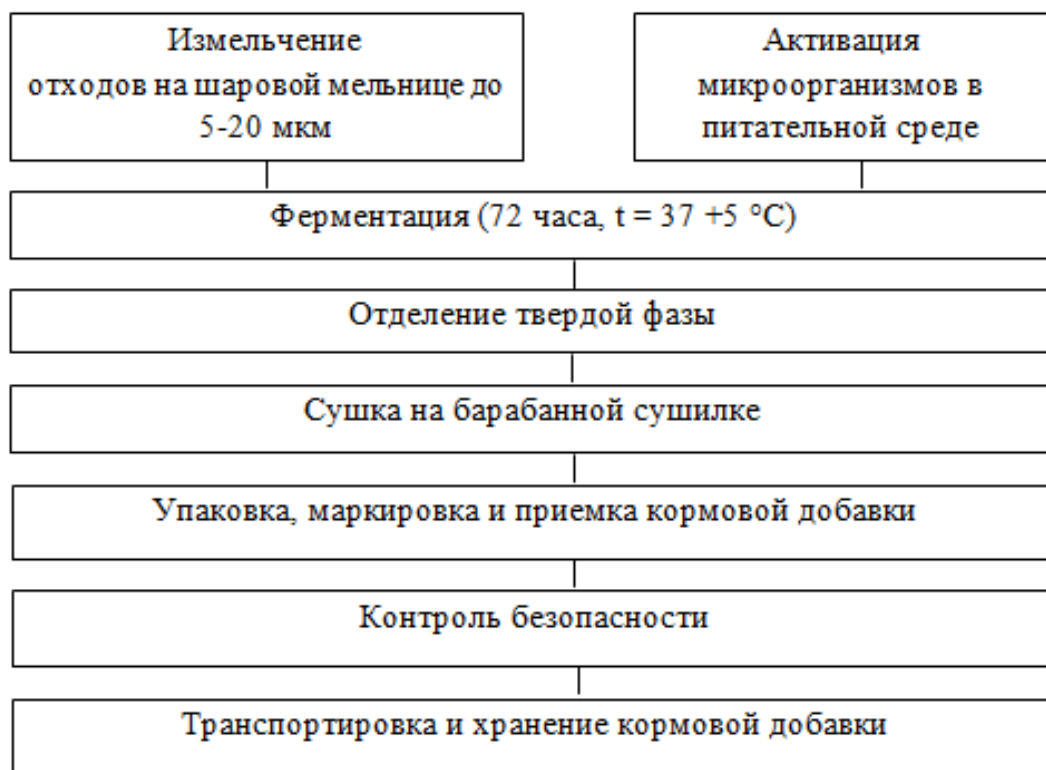 Измельчение
отходов на шаровой мельнице до
5-20 мкм
Активация
микроорганизмов в
питательной среде
Ферментация (72 часа, t = 37 +5 °C)
Отделение твердой фазы
Сушка на барабанной сушилке
Упаковка, маркировка и приемка кормовой добавки
Контроль безопасности
Транспортировка и хранение кормовой добавки